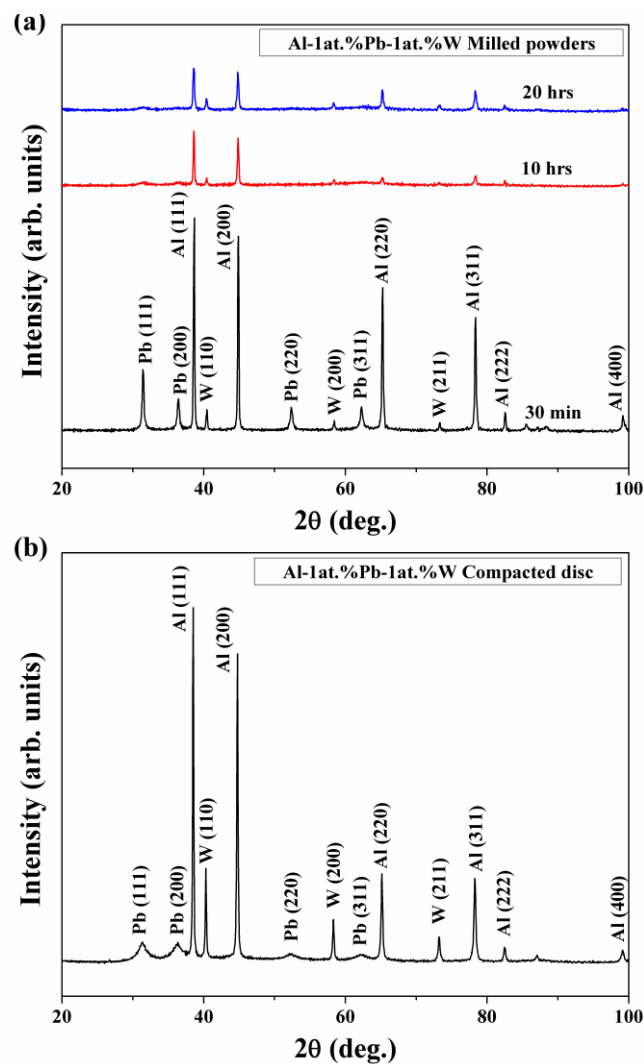 (a)
Al-1at.%Pb-1at.%W Milled powders
20 hrs
10 hrs
30 min
Pb (111)
Pb (200)
Al (111)
W (110)
Al (200)
Pb (220)
W (200)
Pb (311)
Al (220)
W (211)
Al (311)
Al (222)
Al (400)
Intensity (arb. units)
20 40 60 80 100
2θ (deg.)
(b)
Al-1at.%Pb-1at.%W Compacted disc
Pb (111)
Pb (200)
Al (111)
W (110)
Al (200)
Pb (220)
W (200)
Pb (311)
Al (220)
W (211)
Al (311)
Al (222)
Al (400)
Intensity (arb. units)
20 40 60 80 100
2θ (deg.)